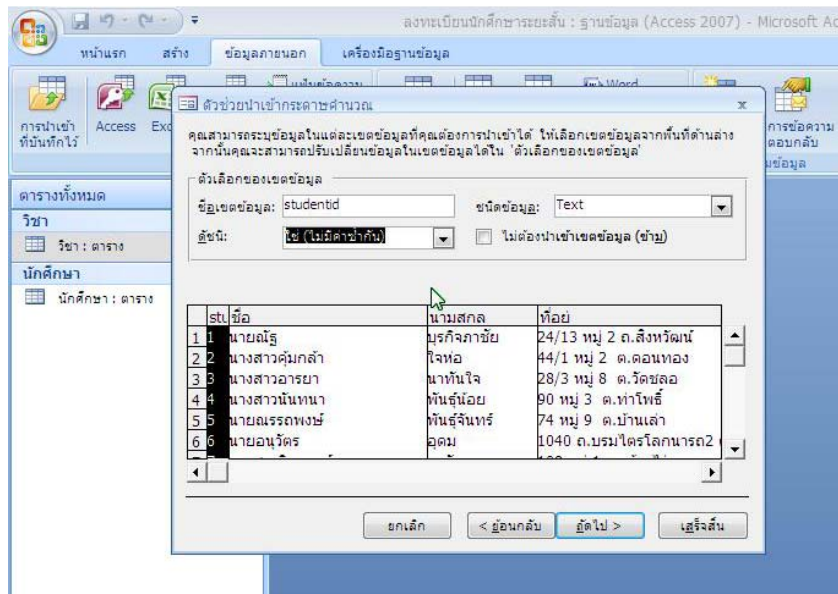 ลงทะเบียนนักศึกษาระยะสั้น : ฐานข้อมูล (Access 2007) - Microsoft Ac
หน้าแรก สร้าง ข้อมูลภายนอก เครื่องมือฐานข้อมูล
การนำเข้า
ที่บันทึกไว้
Access Exc
Word
การข้อความ
ตอบกลับ
ตัวช่วยนำเข้ากระดาษคำนวณ
คุณสามารถระบุข้อมูลในแต่ละเขตข้อมูลที่คุณต้องการนำเข้าได้ ให้เลือกเขตข้อมูลจากพื้นที่ด้านล่าง
จากนั้นคุณจะสามารถปรับเปลี่ยนข้อมูลในเขตข้อมูลได้ใน 'ตัวเลือกของเขตข้อมูล'
ตัวเลือกของเขตข้อมูล
ชื่อเขตข้อมูล: studentid ชนิดข้อมูล: Text
ดัชนี: ใช่ (ไม่มีค่าซ้ำกัน) ไม่ต้องนำเข้าเขตข้อมูล (ข้าม)
ตารางทั้งหมด
วิชา
วิชา : ตาราง
นักศึกษา
นักศึกษา : ตาราง
stu ชื่อ นามสกล ที่อยู่
1 1 นายณัฐ บุรกิจภาชัย 24/13 หมู่ 2 ถ.สิงหวัฒน์
2 2 นางสาวคุ้มกล้า ใจห่อ 44/1 หมู่ 2 ต.ดอนทอง
3 3 นางสาวอารยา นาทันใจ 28/3 หมู่ 8 ต.วัดชลอ
4 4 นางสาวนันทนา พันธุ์น้อย 90 หมู่ 3 ต.ท่าโพธิ์
5 5 นายณรรถพงษ์ พันธุ์จันทร์ 74 หมู่ 9 ต.บ้านเล่า
6 6 นายอนุวัตร อุดม 1040 ถ.บรมไตรโลกนารถ2
ยกเลิก < ย้อนกลับ ถัดไป > เสร็จสิ้น